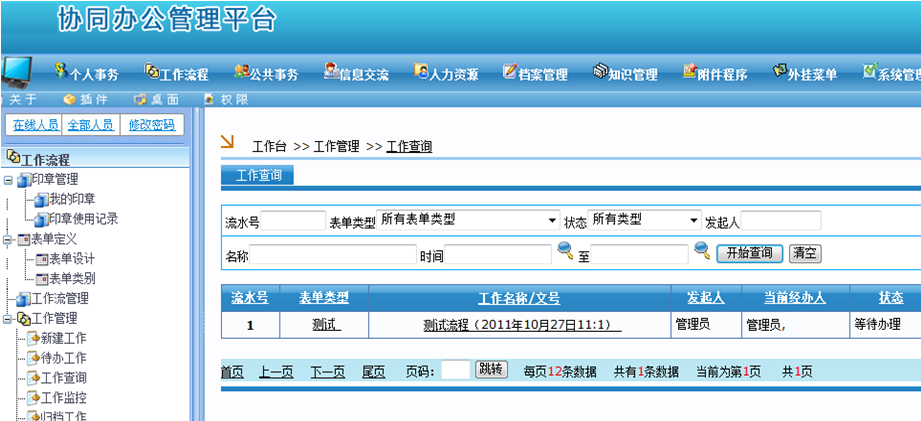 协同办公管理平台
个人事务 工作流程 公共事务 信息交流 人力资源 档案管理 知识管理 附件程序 外挂菜单 系统管
关于 插件 桌面 权限
在线人员 全部人员 修改密码
工作流程
印章管理
我的印章
印章使用记录
表单定义
表单设计
表单类别
工作流管理
工作管理
新建工作
待办工作
工作查询
工作监控
归档工作
工作台 >> 工作管理 >> 工作查询
工作查询
流水号 表单类型 所有表单类型 状态 所有类型 发起人
名称 时间 至 开始查询 清空
流水号 表单类型 工作名称/文号 发起人 当前经办人 状态
1 测试 测试流程（2011年10月27日11:1） 管理员 管理员, 等待办理
首页 上一页 下一页 尾页 页码: 跳转 每页12条数据 共有1条数据 当前为第1页 共1页